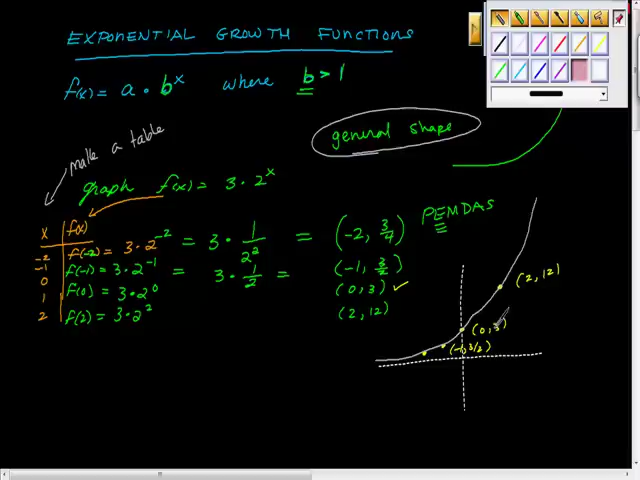 EXPONENTIAL GROWTH FUNCTIONS
f(x) = a · b^x where b > 1
general shape
make a table
graph f(x) = 3 · 2^x
x f(x)
PEMDAS
-2 f(-2) = 3·2^-2 = 3 · 1/2^2 = (-2, 3/4)
-1 f(-1) = 3·2^-1 = 3 · 1/2 = (-1, 3/2)
0 f(0) = 3·2^0 (0, 3) ✓
1
2 f(2) = 3·2^2 (2, 12)
(2, 12)
(0, 3)
(-1, 3/2)